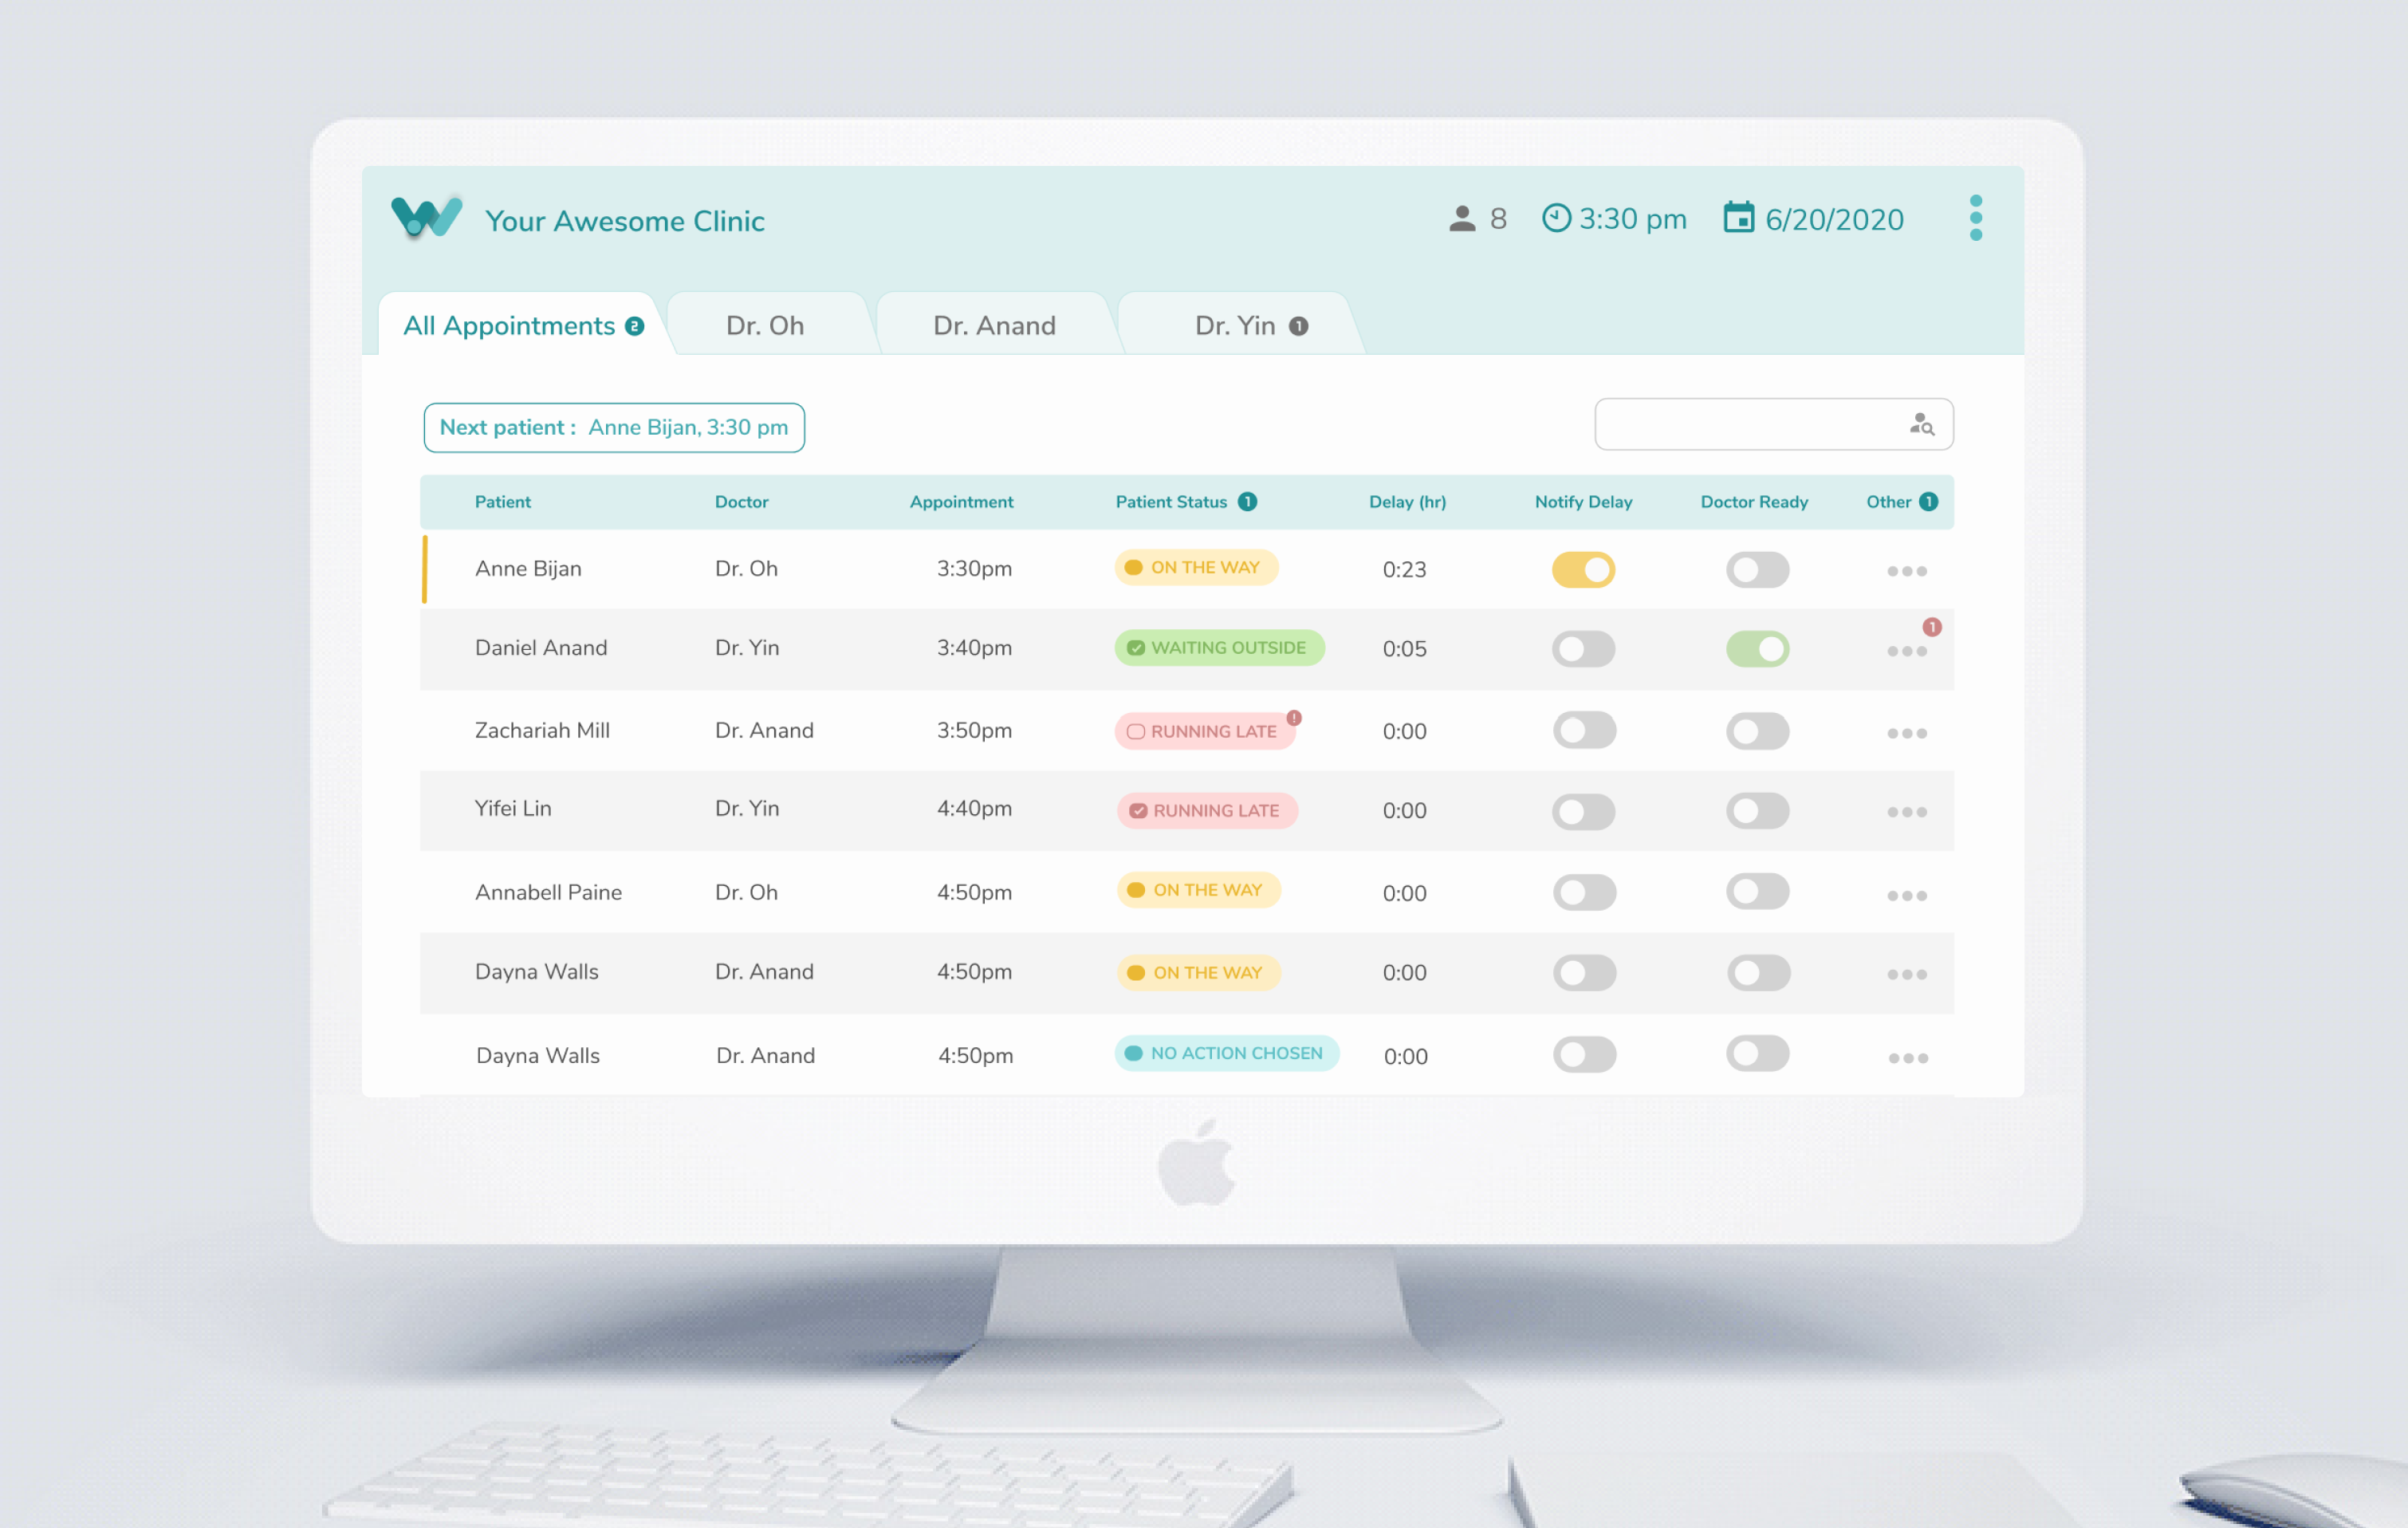 Your Awesome Clinic 8 3:30 pm 6/20/2020
All Appointments 2 Dr. Oh Dr. Anand Dr. Yin 1
Next patient : Anne Bijan, 3:30 pm
Patient Doctor Appointment Patient Status 1 Delay (hr) Notify Delay Doctor Ready Other 1
Anne Bijan Dr. Oh 3:30pm ON THE WAY 0:23
Daniel Anand Dr. Yin 3:40pm WAITING OUTSIDE 0:05 1
Zachariah Mill Dr. Anand 3:50pm RUNNING LATE ! 0:00
Yifei Lin Dr. Yin 4:40pm RUNNING LATE 0:00
Annabell Paine Dr. Oh 4:50pm ON THE WAY 0:00
Dayna Walls Dr. Anand 4:50pm ON THE WAY 0:00
Dayna Walls Dr. Anand 4:50pm NO ACTION CHOSEN 0:00